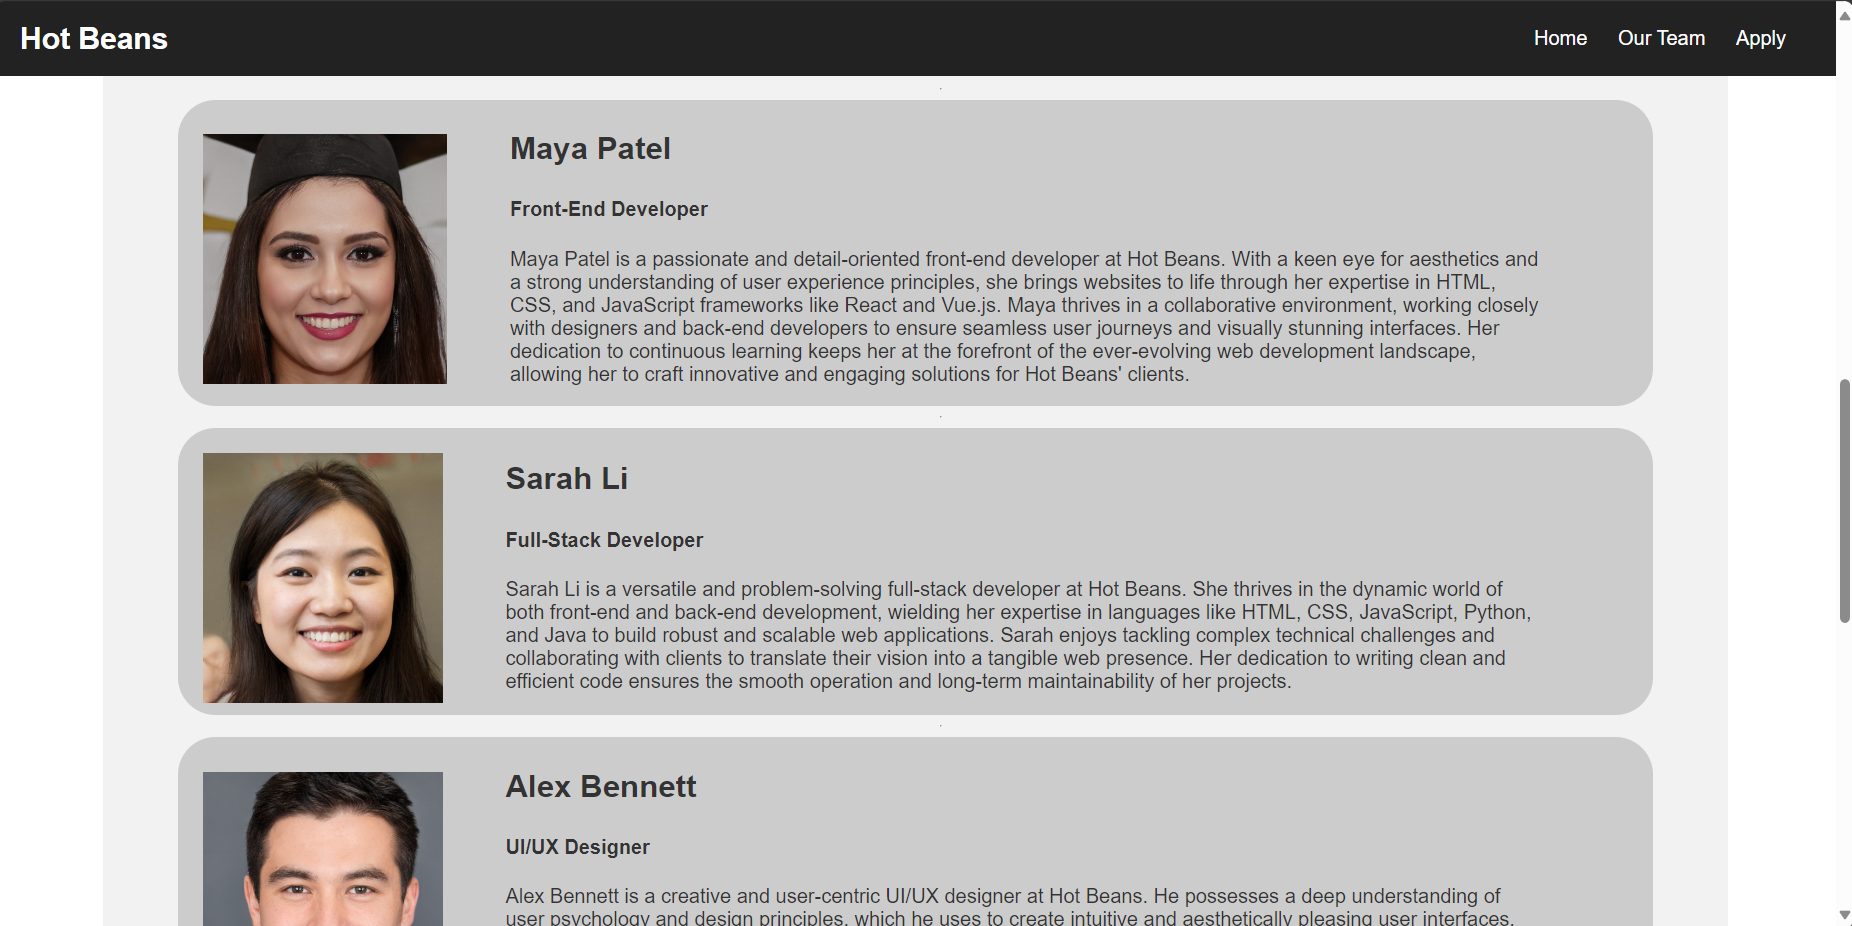 Hot Beans
Home Our Team Apply
Maya Patel
Front-End Developer
Maya Patel is a passionate and detail-oriented front-end developer at Hot Beans. With a keen eye for aesthetics and
a strong understanding of user experience principles, she brings websites to life through her expertise in HTML,
CSS, and JavaScript frameworks like React and Vue.js. Maya thrives in a collaborative environment, working closely
with designers and back-end developers to ensure seamless user journeys and visually stunning interfaces. Her
dedication to continuous learning keeps her at the forefront of the ever-evolving web development landscape,
allowing her to craft innovative and engaging solutions for Hot Beans' clients.
Sarah Li
Full-Stack Developer
Sarah Li is a versatile and problem-solving full-stack developer at Hot Beans. She thrives in the dynamic world of
both front-end and back-end development, wielding her expertise in languages like HTML, CSS, JavaScript, Python,
and Java to build robust and scalable web applications. Sarah enjoys tackling complex technical challenges and
collaborating with clients to translate their vision into a tangible web presence. Her dedication to writing clean and
efficient code ensures the smooth operation and long-term maintainability of her projects.
Alex Bennett
UI/UX Designer
Alex Bennett is a creative and user-centric UI/UX designer at Hot Beans. He possesses a deep understanding of
user psychology and design principles, which he uses to create intuitive and aesthetically pleasing user interfaces.